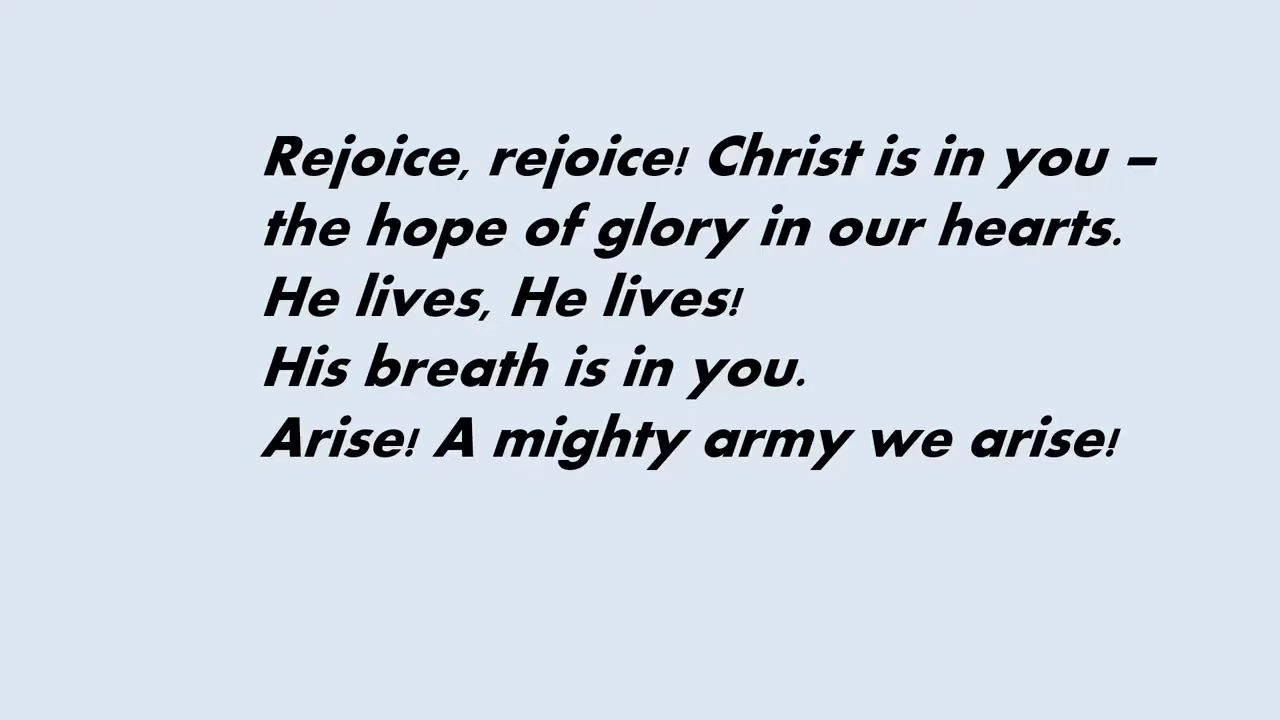 Rejoice, rejoice! Christ is in you –
the hope of glory in our hearts.
He lives, He lives!
His breath is in you.
Arise! A mighty army we arise!